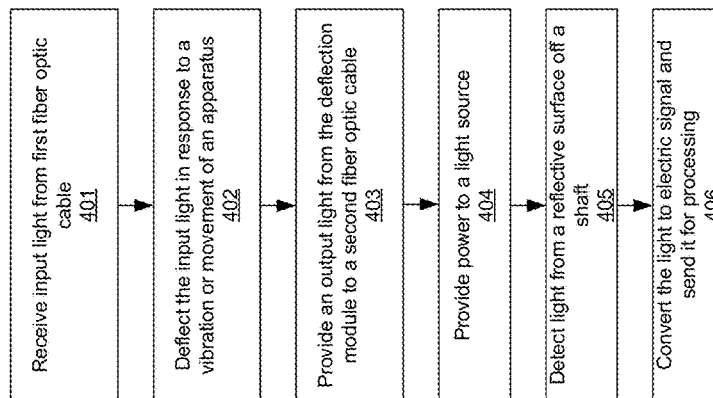 Receive input light from first fiber optic
cable
401
Deflect the input light in response to a
vibration or movement of an apparatus
402
Provide an output light from the deflection
module to a second fiber optic cable
403
Provide power to a light source
404
Detect light from a reflective surface off a
shaft
405
Convert the light to electric signal and
send it for processing
406